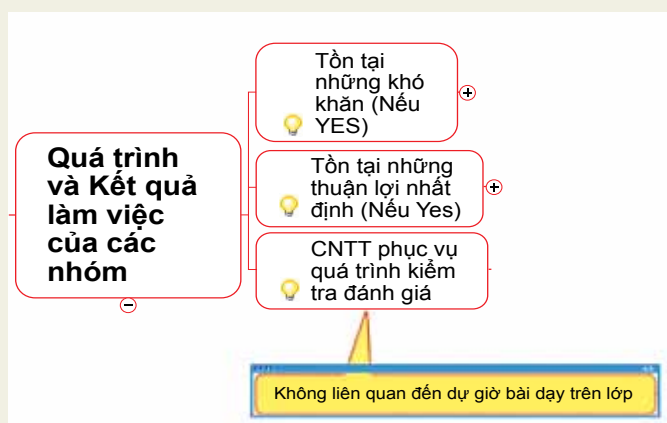 Quá trình
và Kết quả
làm việc
của các
nhóm
Tồn tại
những khó
khăn (Nếu
YES)
Tồn tại những
thuận lợi nhất
định (Nếu Yes)
CNTT phục vụ
quá trình kiểm
tra đánh giá
Không liên quan đến dự giờ bài dạy trên lớp